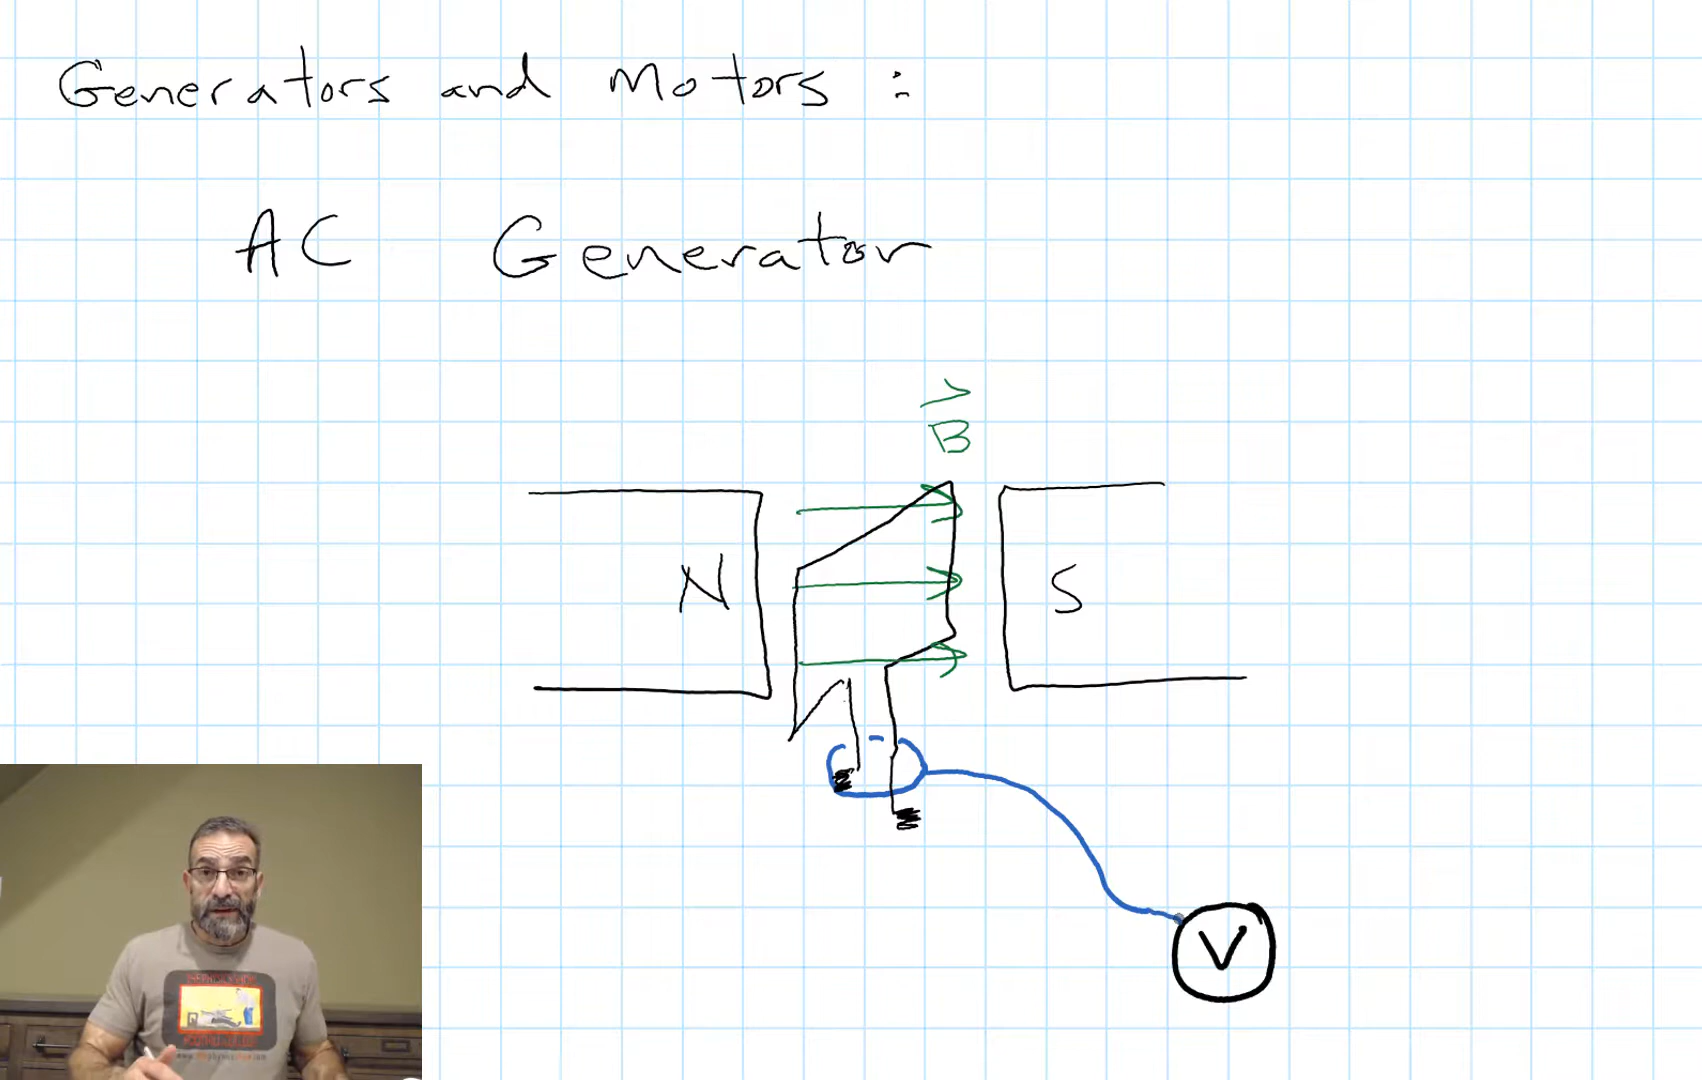 Generators and Motors :
AC Generator
B
N
S
V